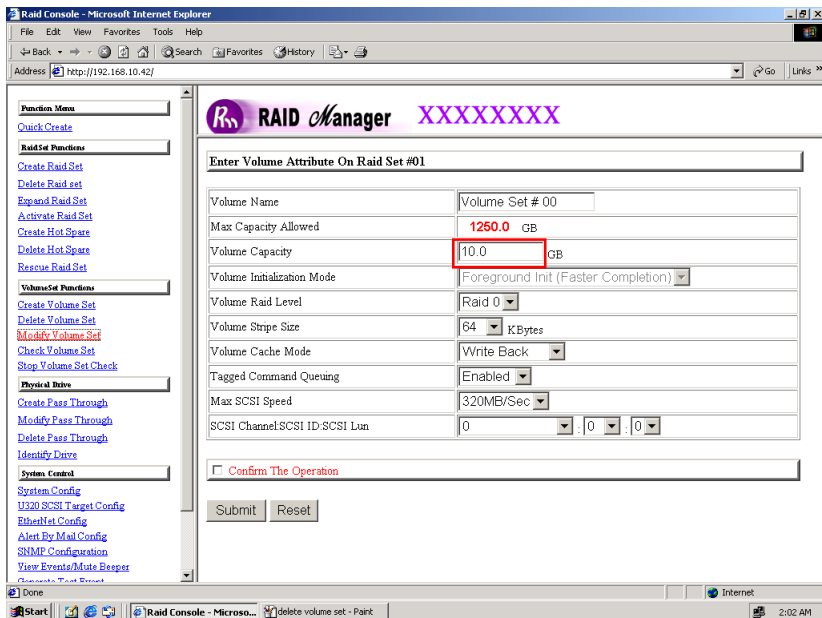 Raid Console - Microsoft Internet Explorer
File Edit View Favorites Tools Help
Back Search Favorites History
Address http://192.168.10.42/ Go Links »
Function Menu
Quick Create
Raid Set Functions
Create Raid Set
Delete Raid set
Expand Raid Set
Activate Raid Set
Create Hot Spare
Delete Hot Spare
Rescue Raid Set
VolumeSet Functions
Create Volume Set
Delete Volume Set
Modify Volume Set
Check Volume Set
Stop Volume Set Check
Physical Drive
Create Pass Through
Modify Pass Through
Delete Pass Through
Identify Drive
System Control
System Config
U320 SCSI Target Config
EtherNet Config
Alert By Mail Config
SNMP Configuration
View Events/Mute Beeper
Generate Test Event
Rm RAID Manager XXXXXXXX
Enter Volume Attribute On Raid Set #01
Volume Name Volume Set # 00
Max Capacity Allowed 1250.0 GB
Volume Capacity 10.0 GB
Volume Initialization Mode Foreground Init (Faster Completion)
Volume Raid Level Raid 0
Volume Stripe Size 64 KBytes
Volume Cache Mode Write Back
Tagged Command Queuing Enabled
Max SCSI Speed 320MB/Sec
SCSI Channel:SCSI ID:SCSI Lun 0 : 0 : 0
Confirm The Operation
Submit Reset
Done Internet
Start Raid Console - Microso... delete volume set - Paint 2:02 AM